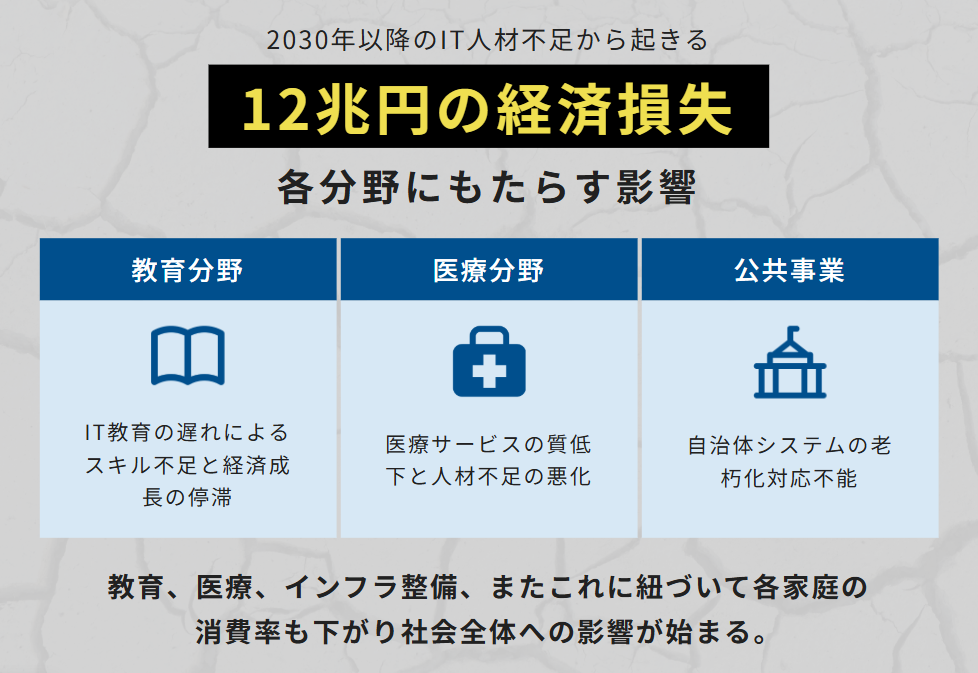 2030年以降のIT人材不足から起きる
12兆円の経済損失
各分野にもたらす影響
教育分野
医療分野
公共事業
IT教育の遅れによる
スキル不足と経済成
長の停滞
医療サービスの質低
下と人材不足の悪化
自治体システムの老
朽化対応不能
教育、医療、インフラ整備、またこれに紐づいて各家庭の
消費率も下がり社会全体への影響が始まる。